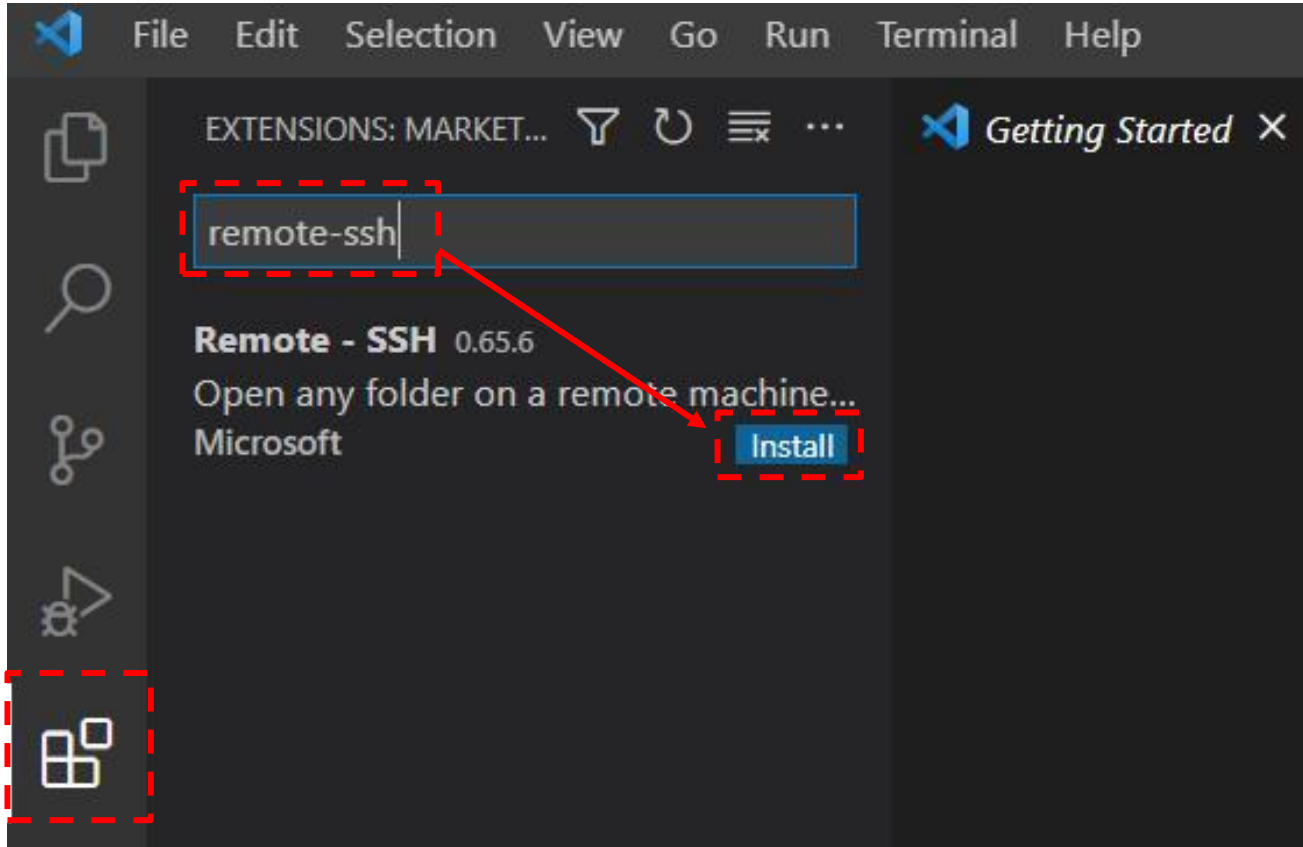 File Edit Selection View Go Run Terminal Help
EXTENSIONS: MARKET...
Getting Started
remote-ssh
Remote - SSH 0.65.6
Open any folder on a remote machine...
Microsoft
Install